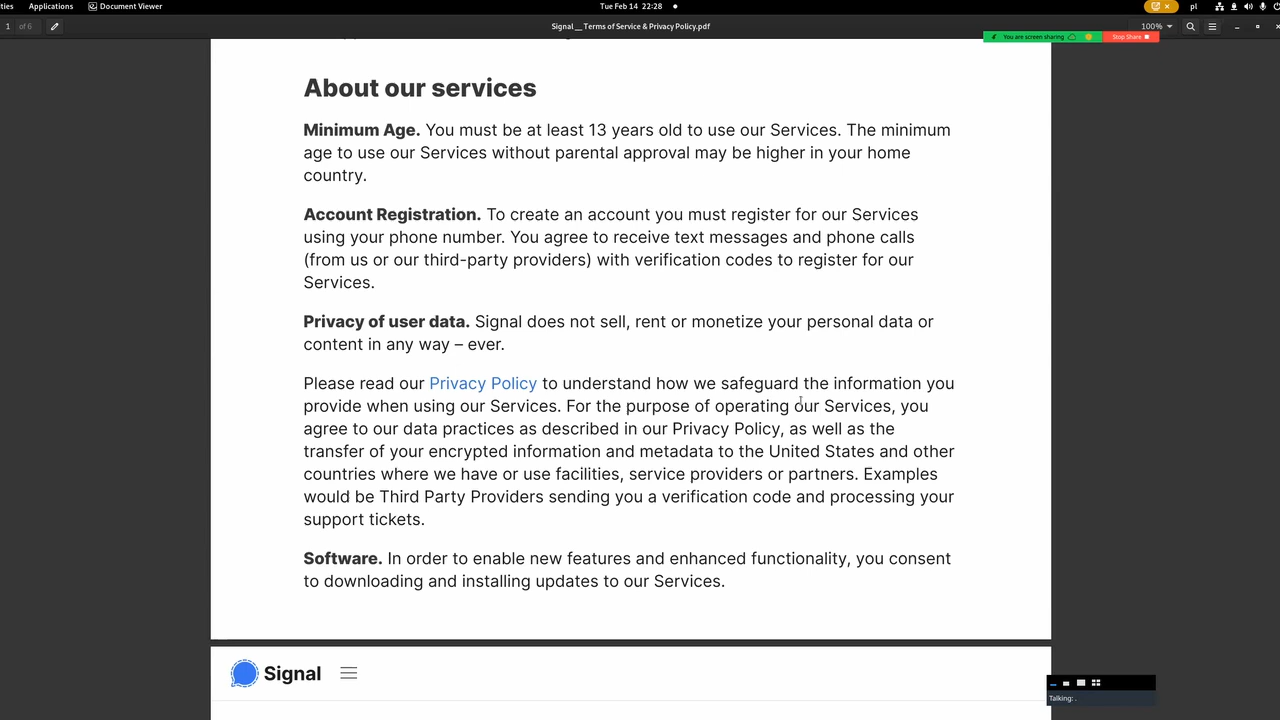 ities Applications Document Viewer Tue Feb 14 22:28 pl
1 of 6 Signal__Terms of Service & Privacy Policy.pdf 100%
You are screen sharing Stop Share
About our services
Minimum Age. You must be at least 13 years old to use our Services. The minimum
age to use our Services without parental approval may be higher in your home
country.
Account Registration. To create an account you must register for our Services
using your phone number. You agree to receive text messages and phone calls
(from us or our third-party providers) with verification codes to register for our
Services.
Privacy of user data. Signal does not sell, rent or monetize your personal data or
content in any way – ever.
Please read our Privacy Policy to understand how we safeguard the information you
provide when using our Services. For the purpose of operating our Services, you
agree to our data practices as described in our Privacy Policy, as well as the
transfer of your encrypted information and metadata to the United States and other
countries where we have or use facilities, service providers or partners. Examples
would be Third Party Providers sending you a verification code and processing your
support tickets.
Software. In order to enable new features and enhanced functionality, you consent
to downloading and installing updates to our Services.
Signal
Talking: .